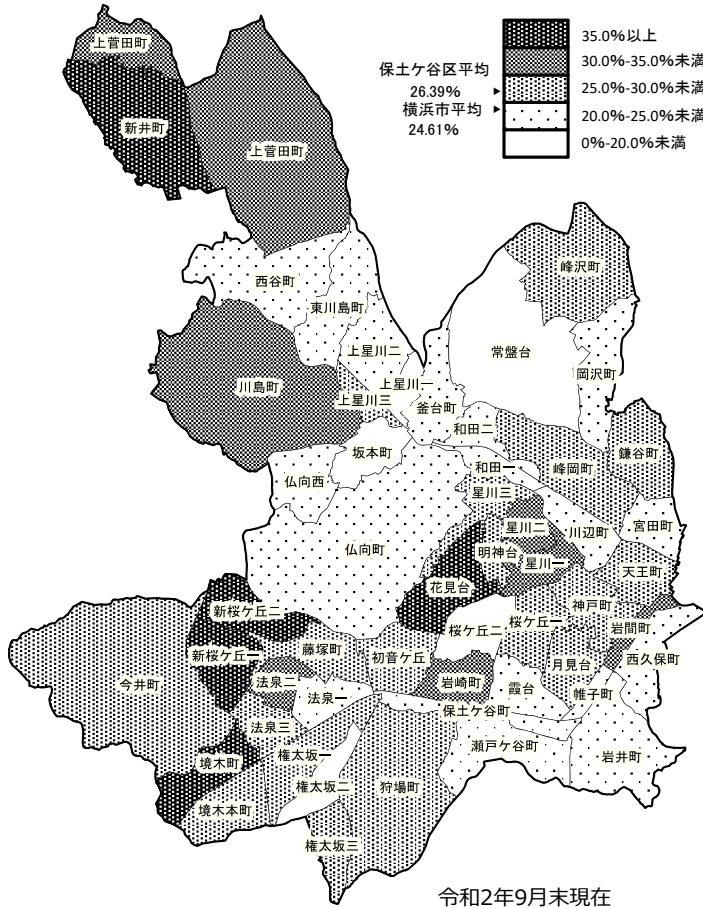 上菅田町
新井町
上菅田町
35.0%以上
30.0%-35.0%未満
25.0%-30.0%未満
20.0%-25.0%未満
0%-20.0%未満
保土ケ谷区平均
26.39%
横浜市平均
24.61%
西谷町
東川島町
上星川二
上星川一
上星川三
川島町
峰沢町
常盤台
岡沢町
釜台町
和田二
和田一
坂本町
仏向西
仏向町
峰岡町
鎌谷町
星川三
星川二
星川一
川辺町
宮田町
明神台
花見台
天王町
神戸町
岩間町
桜ケ丘二
桜ケ丘一
月見台
西久保町
帷子町
新桜ケ丘二
新桜ケ丘一
藤塚町
初音ケ丘
岩崎町
霞台
今井町
法泉二
法泉一
保土ケ谷町
法泉三
瀬戸ケ谷町
岩井町
境木町
権太坂一
権太坂二
狩場町
境木本町
権太坂三
令和2年9月末現在